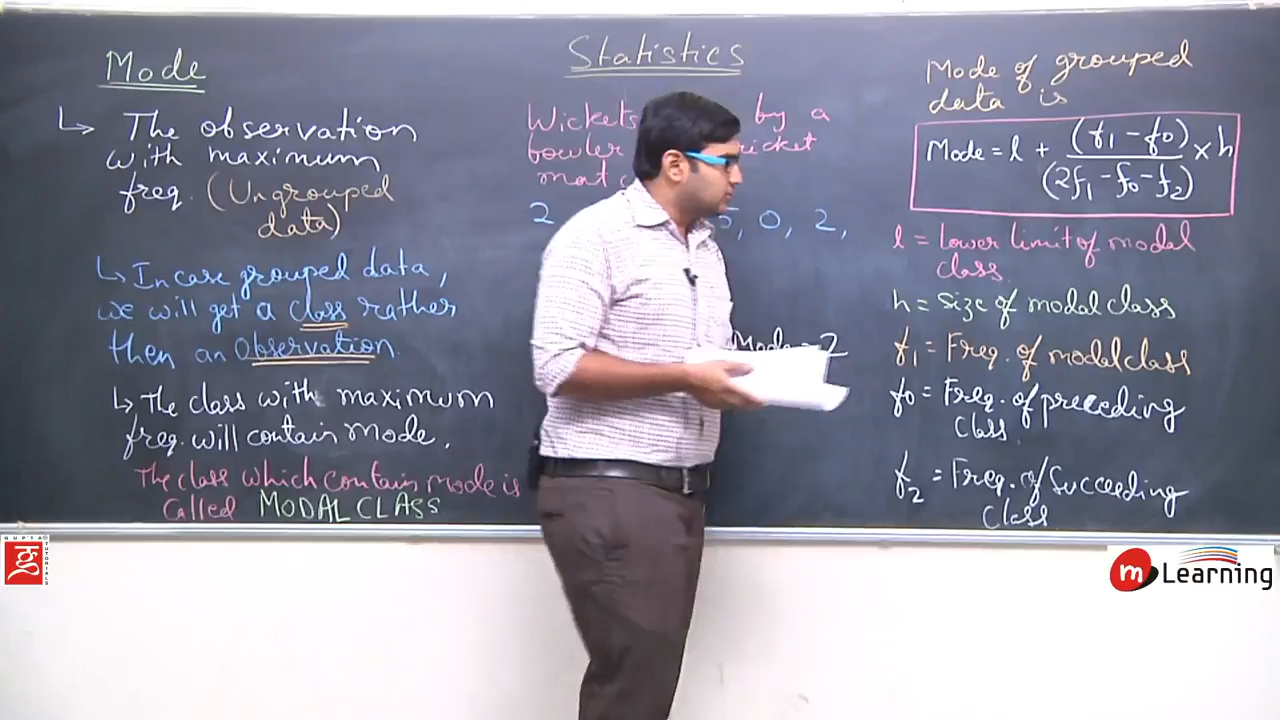 Statistics
Mode
↳ The observation
with maximum
freq. (Ungrouped
data)
↳ In case grouped data,
we will get a class rather
then an Observation.
↳ The class with maximum
freq. will contain mode.
The class which contain mode is
Called MODAL CLASS
Wickets by a
bowler
mat
2 5, 0, 2,
Mode = 2
Mode of grouped
data is
Mode = l + (f1 - f0) / (2f1 - f0 - f2) × h
l = Lower limit of modal
class.
h = size of modal class
f1 = Freq. of modal class
f0 = Freq. of preceding
Class.
f2 = Freq. of Succeeding
Class
GUPTA TUTORIALS
m Learning